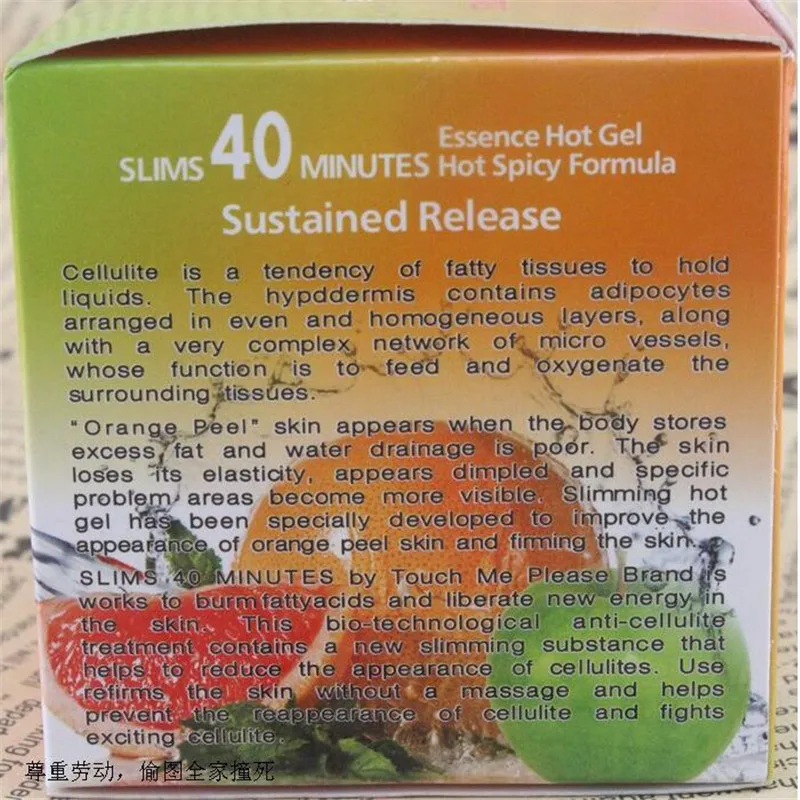 SLIMS 40 MINUTES Essence Hot Gel
Hot Spicy Formula
Sustained Release
Cellulite is a tendency of fatty tissues to hold
liquids. The hypddermis contains adipocytes
arranged in even and homogeneous layers, along
with a very complex network of micro vessels,
whose function is to feed and oxygenate the
surrounding tissues.
"Orange Peel" skin appears when the body stores
excess fat and water drainage is poor. The skin
loses its elasticity, appears dimpled and specific
problem areas become more visible. Slimming hot
gel has been specially developed to improve the
appearance of orange peel skin and firming the skin.
SLIMS 40 MINUTES by Touch Me Please Brand is
works to burm fattyacids and liberate new energy in
the skin. This bio-technological anti-cellulite
treatment contains a new slimming substance that
helps to reduce the appearance of cellulites. Use
refirms the skin without a massage and helps
prevent the reappearance of cellulite and fights
exciting cellulite.
尊重劳动，偷图全家撞死